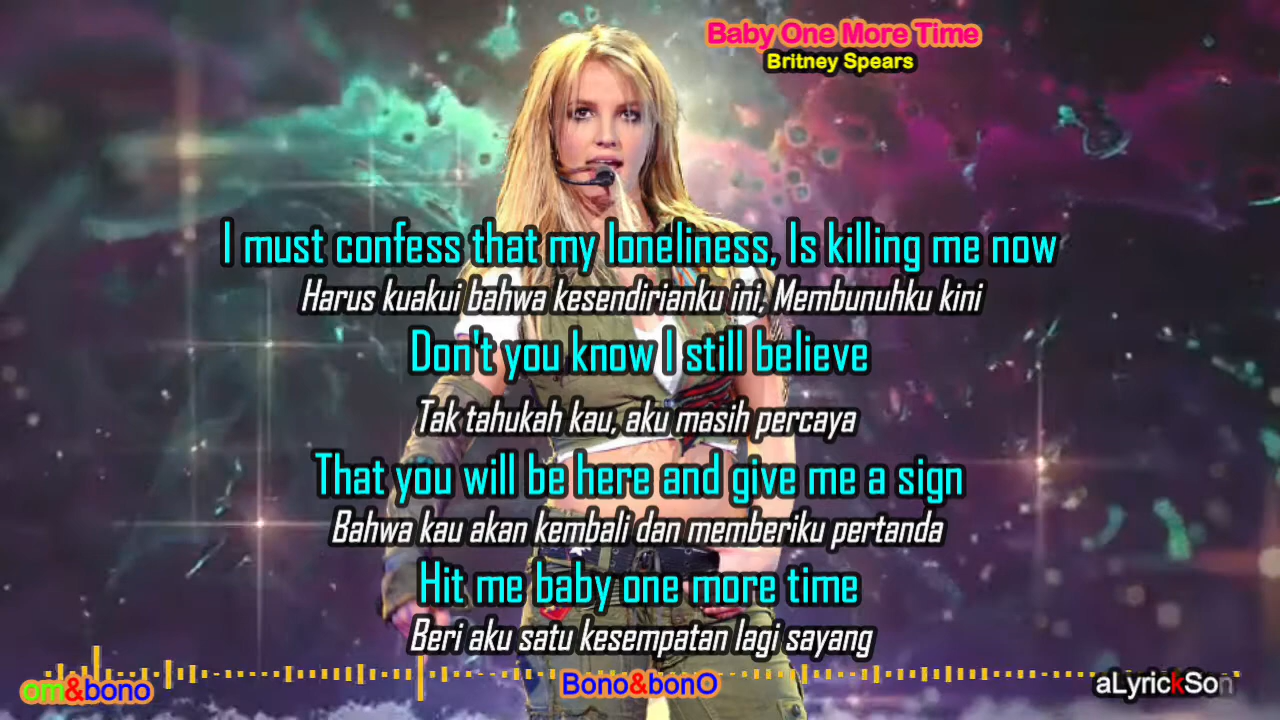 Baby One More Time
Britney Spears
I must confess that my loneliness, Is killing me now
Harus kuakui bahwa kesendirianku ini, Membunuhku kini
Don't you know I still believe
Tak tahukah kau, aku masih percaya
That you will be here and give me a sign
Bahwa kau akan kembali dan memberiku pertanda
Hit me baby one more time
Beri aku satu kesempatan lagi sayang
om&bono
Bono&bonO
aLyrickSon